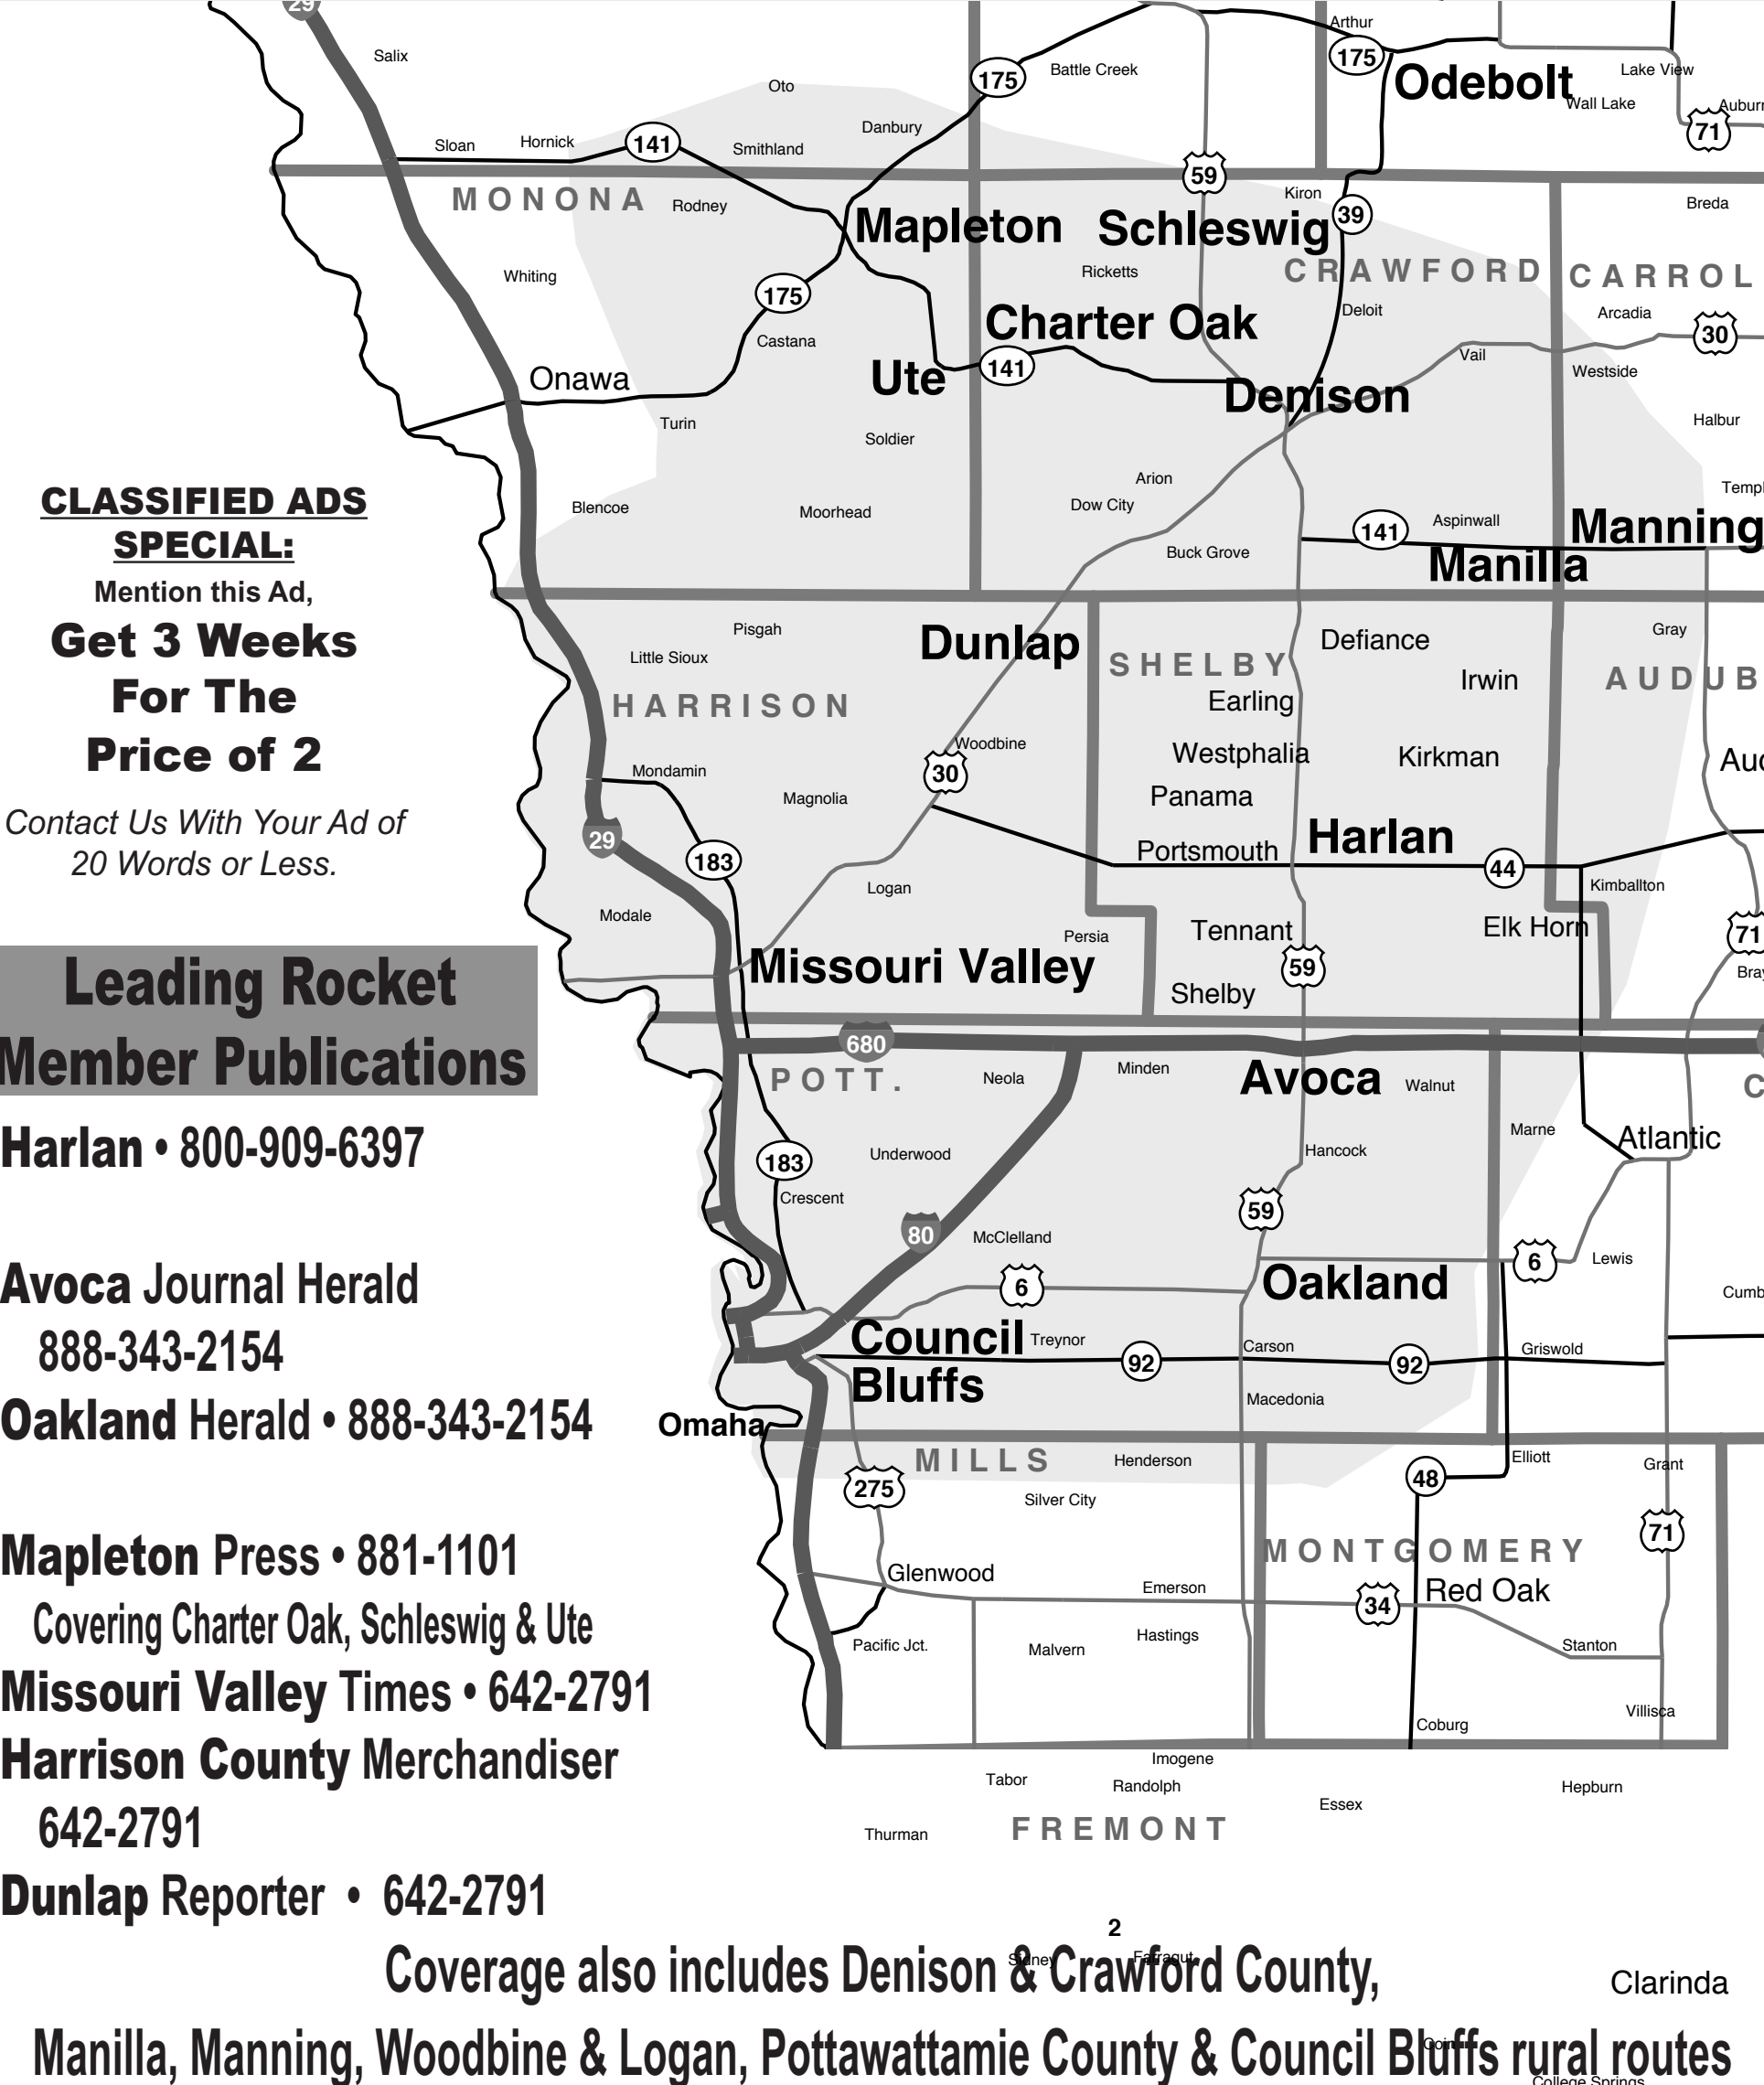 29
Salix
Arthur
175
Battle Creek
175
Odebolt
Lake View
Wall Lake
Auburn
71
Oto
Danbury
Sloan
Hornick
141
Smithland
59
MONONA
Rodney
Mapleton
Schleswig
Kiron
39
Breda
Whiting
175
Ricketts
CRAWFORD
CARROL
Castana
Charter Oak
Deloit
Arcadia
30
Onawa
Ute
141
Vail
Westside
Denison
Turin
Soldier
Halbur
CLASSIFIED ADS
SPECIAL:
Mention this Ad,
Get 3 Weeks
For The
Price of 2
Contact Us With Your Ad of
20 Words or Less.
Blencoe
Moorhead
Arion
Dow City
Templ
141
Aspinwall
Manning
Buck Grove
Manilla
Pisgah
Little Sioux
Dunlap
SHELBY
Defiance
Gray
HARRISON
Earling
Irwin
AUDUB
Woodbine
30
Westphalia
Kirkman
Auc
Mondamin
Magnolia
Panama
29
183
Portsmouth
Harlan
44
Logan
Kimballton
Modale
Persia
Tennant
Elk Horn
71
Missouri Valley
59
Shelby
Bray
680
POTT.
Neola
Minden
Avoca
Walnut
C
Marne
Atlantic
183
Underwood
Hancock
Crescent
80
McClelland
59
6
6
Lewis
Oakland
Cumb
Council
Bluffs
Treynor
92
Carson
92
Griswold
Macedonia
Omaha
MILLS
Henderson
48
Elliott
Grant
275
Silver City
71
MONTGOMERY
Glenwood
Emerson
34
Red Oak
Pacific Jct.
Malvern
Hastings
Stanton
Coburg
Villisca
Imogene
Tabor
Randolph
Essex
Hepburn
Thurman
FREMONT
Leading Rocket
Member Publications
Harlan • 800-909-6397
Avoca Journal Herald
888-343-2154
Oakland Herald • 888-343-2154
Mapleton Press • 881-1101
Covering Charter Oak, Schleswig & Ute
Missouri Valley Times • 642-2791
Harrison County Merchandiser
642-2791
Dunlap Reporter • 642-2791
2
Sidney
Farragut
Coverage also includes Denison & Crawford County,
Clarinda
Manilla, Manning, Woodbine & Logan, Pottawattamie County & Council Bluffs rural routes
College Springs